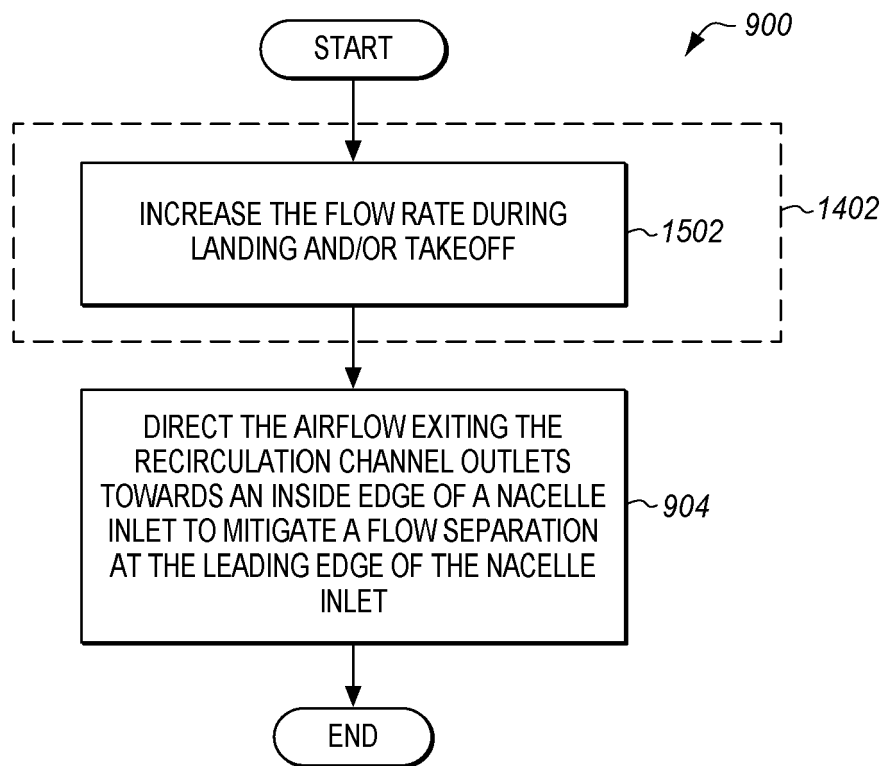 START
900
INCREASE THE FLOW RATE DURING
LANDING AND/OR TAKEOFF
1502
1402
DIRECT THE AIRFLOW EXITING THE
RECIRCULATION CHANNEL OUTLETS
TOWARDS AN INSIDE EDGE OF A NACELLE
INLET TO MITIGATE A FLOW SEPARATION
AT THE LEADING EDGE OF THE NACELLE
INLET
904
END